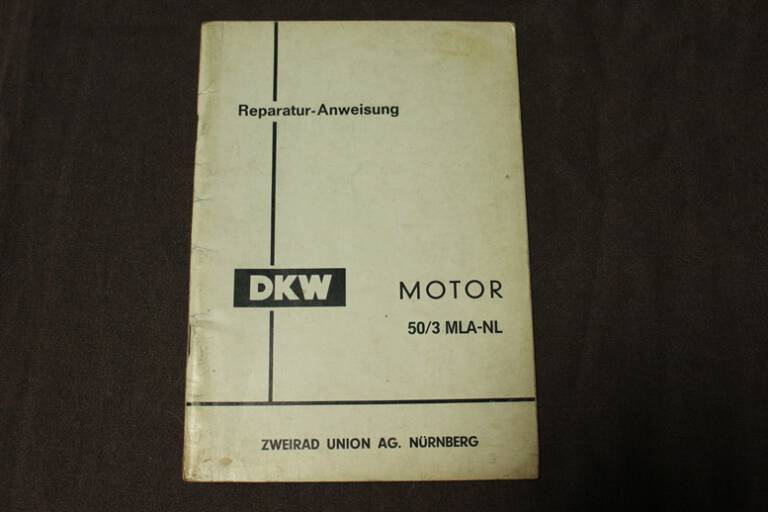 Reparatur-Anweisung
DKW MOTOR
50/3 MLA-NL
ZWEIRAD UNION AG. NÜRNBERG